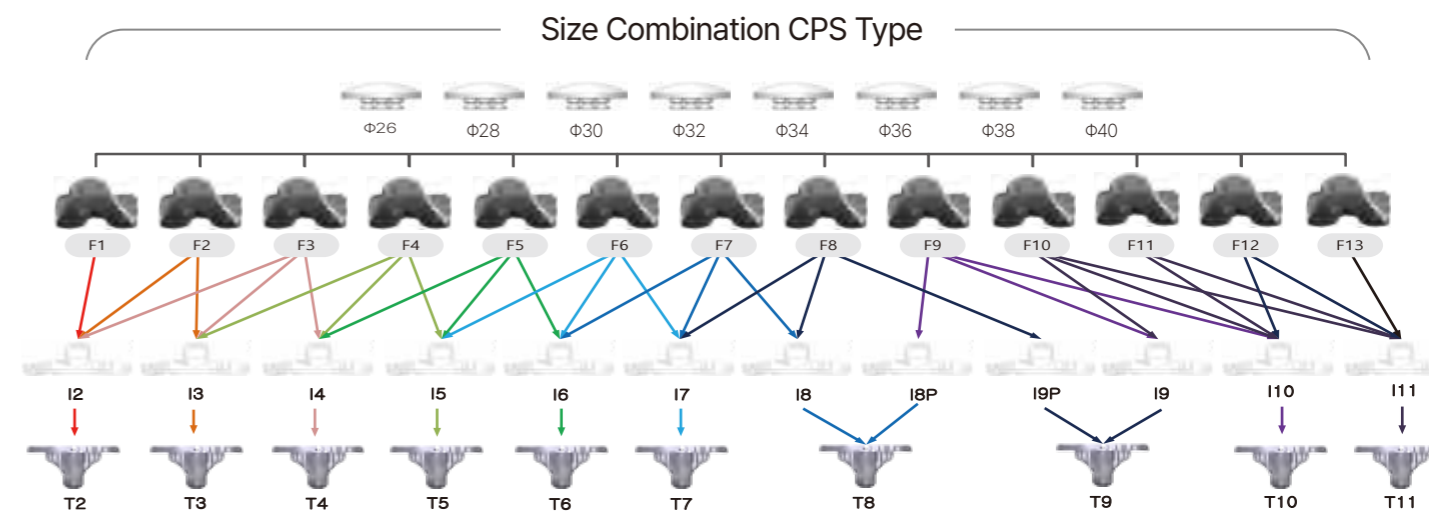 Size Combination CPS Type
Φ26 Φ28 Φ30 Φ32 Φ34 Φ36 Φ38 Φ40
F1 F2 F3 F4 F5 F6 F7 F8 F9 F10 F11 F12 F13
I2 I3 I4 I5 I6 I7 I8 I8P I9P I9 I10 I11
T2 T3 T4 T5 T6 T7 T8 T9 T10 T11